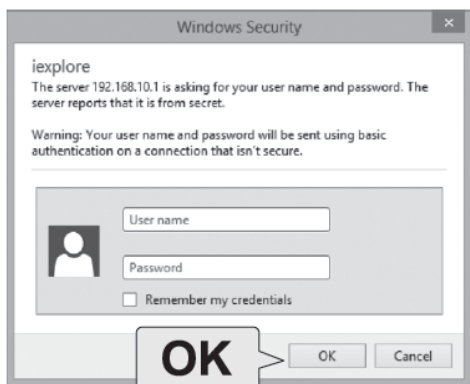 Windows Security
iexplore
The server 192.168.10.1 is asking for your user name and password. The
server reports that it is from secret.
Warning: Your user name and password will be sent using basic
authentication on a connection that isn't secure.
User name
Password
Remember my credentials
OK
OK Cancel